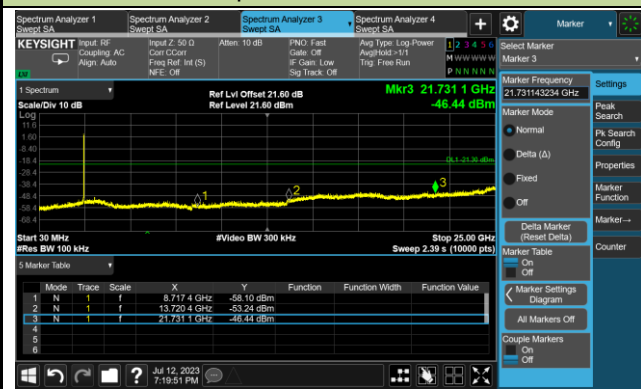 Spectrum Analyzer 1
Swept SA
Spectrum Analyzer 2
Swept SA
Spectrum Analyzer 3
Swept SA
Spectrum Analyzer 4
Swept SA
+
Marker
KEYSIGHT
Input: RF
Coupling: AC
Align: Auto
Input Z: 50 Ω
Corr CCorr
Freq Ref: Int (S)
NFE: Off
Atten: 10 dB
PNO: Fast
Gate: Off
IF Gain: Low
Sig Track: Off
Avg Type: Log-Power
Avg|Hold:>1/1
Trig: Free Run
1 2 3 4 5 6
M W W W W W
P N N N N N
LXI
Select Marker
Marker 3
1 Spectrum
Scale/Div 10 dB
Log
Ref Lvl Offset 21.60 dB
Ref Level 21.60 dBm
Mkr3 21.731 1 GHz
-46.44 dBm
11.6
1.60
-8.40
-18.4
-28.4
-38.4
-48.4
-58.4
-68.4
DL1 -21.30 dBm
1
2
3
Start 30 MHz
#Res BW 100 kHz
#Video BW 300 kHz
Stop 25.00 GHz
Sweep 2.39 s (10000 pts)
5 Marker Table
Mode Trace Scale X Y Function Function Width Function Value
1 N 1 f 8.717 4 GHz -58.10 dBm
2 N 1 f 13.720 4 GHz -53.24 dBm
3 N 1 f 21.731 1 GHz -46.44 dBm
4
5
6
Marker Frequency
21.731143234 GHz
Marker Mode
Normal
Delta (Δ)
Fixed
Off
Delta Marker
(Reset Delta)
Marker Table
On
Off
Marker Settings
Diagram
All Markers Off
Couple Markers
On
Off
Settings
Peak
Search
Pk Search
Config
Properties
Marker
Function
Marker→
Counter
?
Jul 12, 2023
7:19:51 PM